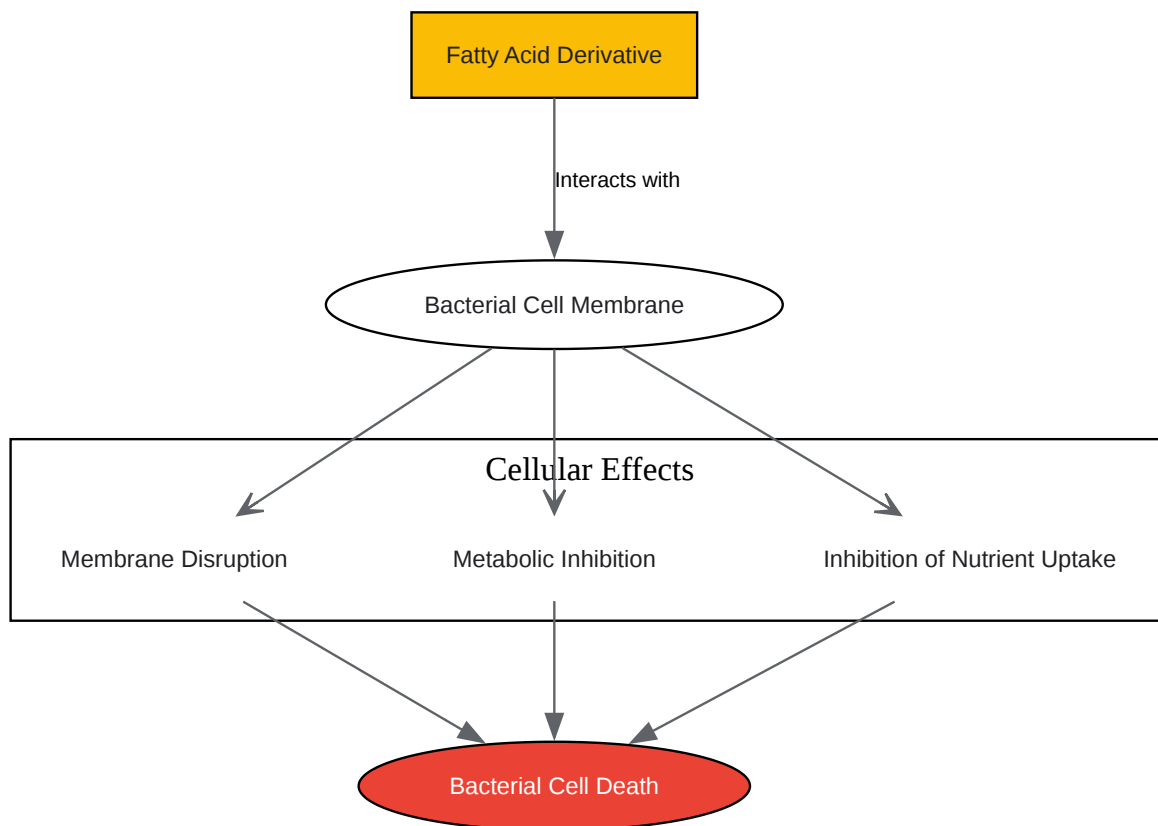 Fatty Acid Derivative
Interacts with
Bacterial Cell Membrane
Cellular Effects
Membrane Disruption
Metabolic Inhibition
Inhibition of Nutrient Uptake
Bacterial Cell Death